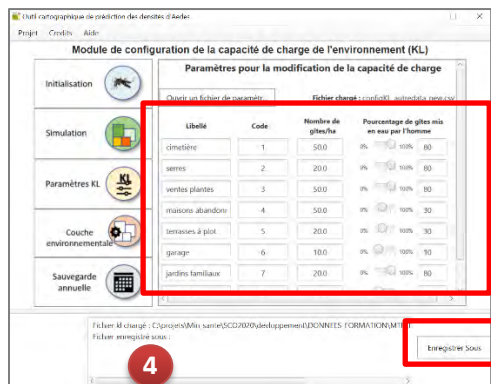 Outil cartographique de prédiction des densités d'Aedes
Projet Credits Aide
Module de configuration de la capacité de charge de l'environnement (KL)
Initialisation
Simulation
Paramètres KL
Couche environnementale
Sauvegarde annuelle
Paramètres pour la modification de la capacité de charge
Ouvrir un fichier de paramètr
Fichier chargé : configKL_autredata_new.csv
Libellé Code Nombre de gîtes/ha Pourcentage de gîtes mis en eau par l'homme
cimetière 1 50.0 0% 100% 80
serres 2 20.0 0% 100% 80
ventes plantes 3 50.0 0% 100% 80
maisons abandon 4 50.0 0% 100% 30
terrasses à plot 5 20.0 0% 100% 30
garage 6 10.0 0% 100% 10
jardins familiaux 7 20.0 0% 100% 80
Fichier kl chargé : C:\projets\Min_sante\SCO2020\developpement\DONNEES_FORMATION\
Fichier enregistré sous :
Enregistrer Sous
4